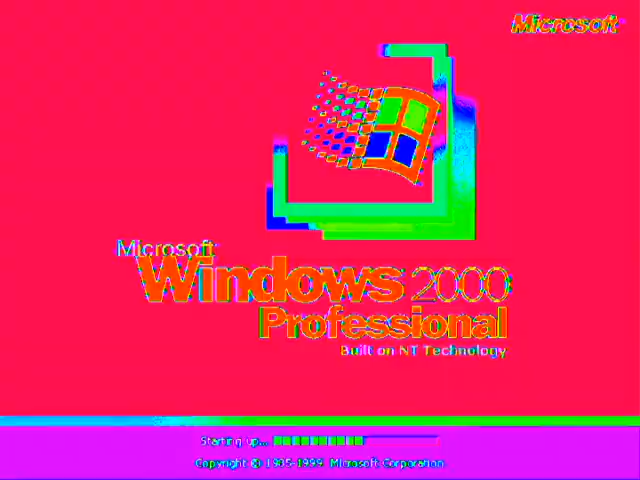 Microsoft
Microsoft
Windows 2000
Professional
Built on NT Technology
Starting up...
Copyright © 1985-1999 Microsoft Corporation